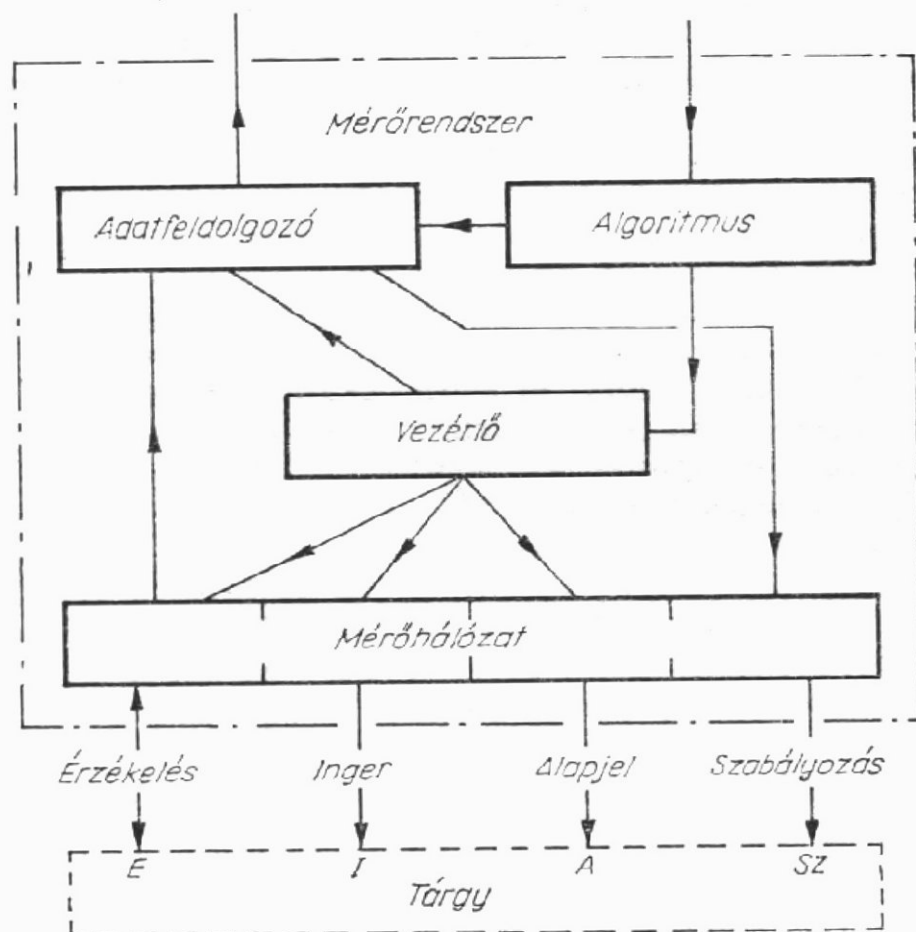 Mérőrendszer
Adatfeldolgozó
Algoritmus
Vezérlő
Mérőhálózat
Érzékelés
Inger
Alapjel
Szabályozás
E
I
A
Sz
Tárgy